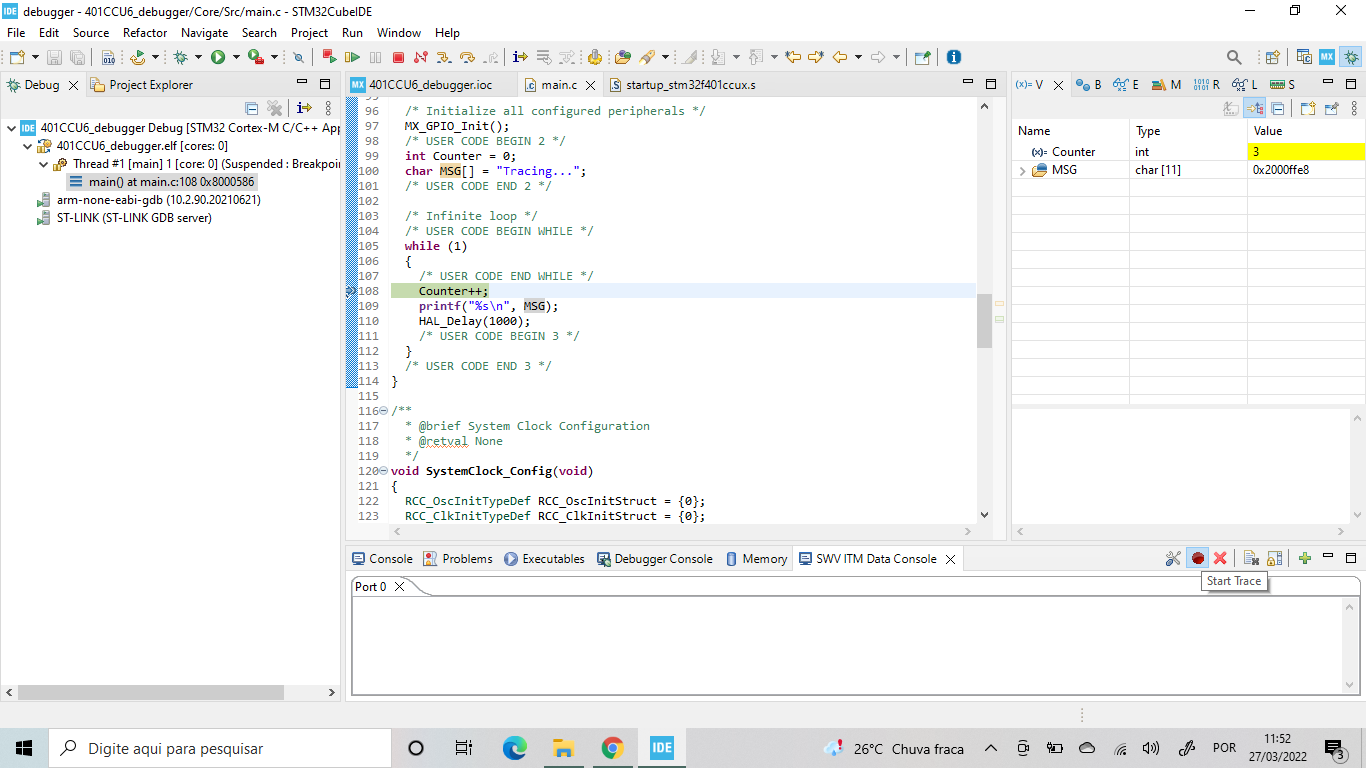 IDE debugger - 401CCU6_debugger/Core/Src/main.c - STM32CubeIDE
File Edit Source Refactor Navigate Search Project Run Window Help
Debug Project Explorer
401CCU6_debugger Debug [STM32 Cortex-M C/C++ App
401CCU6_debugger.elf [cores: 0]
Thread #1 [main] 1 [core: 0] (Suspended : Breakpoin
main() at main.c:108 0x8000586
arm-none-eabi-gdb (10.2.90.20210621)
ST-LINK (ST-LINK GDB server)
MX 401CCU6_debugger.ioc main.c startup_stm32f401ccux.s
96 /* Initialize all configured peripherals */
97 MX_GPIO_Init();
98 /* USER CODE BEGIN 2 */
99 int Counter = 0;
100 char MSG[] = "Tracing...";
101 /* USER CODE END 2 */
102
103 /* Infinite loop */
104 /* USER CODE BEGIN WHILE */
105 while (1)
106 {
107 /* USER CODE END WHILE */
108 Counter++;
109 printf("%s\n", MSG);
110 HAL_Delay(1000);
111 /* USER CODE BEGIN 3 */
112 }
113 /* USER CODE END 3 */
114 }
115
116 /**
117 * @brief System Clock Configuration
118 * @retval None
119 */
120 void SystemClock_Config(void)
121 {
122 RCC_OscInitTypeDef RCC_OscInitStruct = {0};
123 RCC_ClkInitTypeDef RCC_ClkInitStruct = {0};
(x)= V B E M R L S
Name Type Value
(x)= Counter int 3
MSG char [11] 0x2000ffe8
Console Problems Executables Debugger Console Memory SWV ITM Data Console
Start Trace
Port 0
Digite aqui para pesquisar
IDE
26°C Chuva fraca
POR
11:52
27/03/2022
3